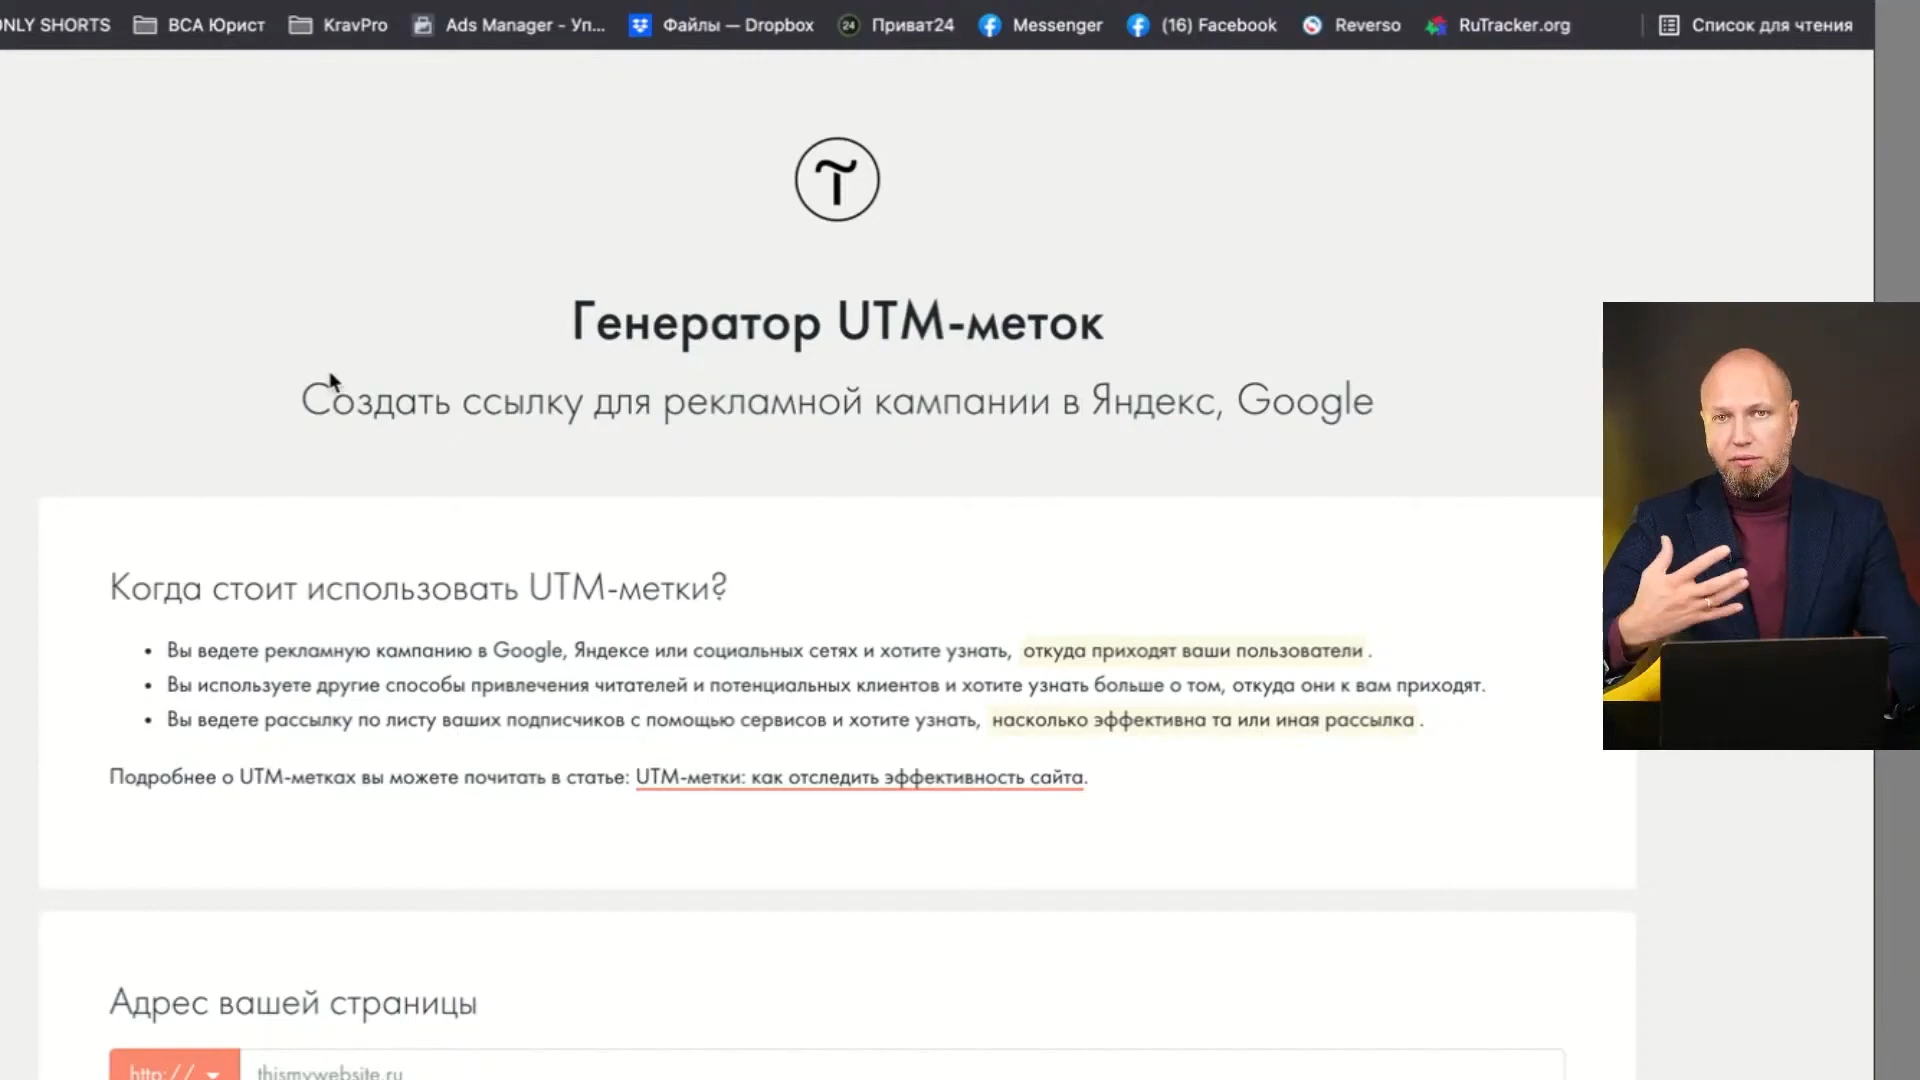 ONLY SHORTS ВСА Юрист KravPro Ads Manager - Уп... Файлы — Dropbox 24 Приват24 Messenger (16) Facebook Reverso RuTracker.org Список для чтения
Генератор UTM-меток
Создать ссылку для рекламной кампании в Яндекс, Google
Когда стоит использовать UTM-метки?
• Вы ведете рекламную кампанию в Google, Яндексе или социальных сетях и хотите узнать, откуда приходят ваши пользователи.
• Вы используете другие способы привлечения читателей и потенциальных клиентов и хотите узнать больше о том, откуда они к вам приходят.
• Вы ведете рассылку по листу ваших подписчиков с помощью сервисов и хотите узнать, насколько эффективна та или иная рассылка.
Подробнее о UTM-метках вы можете почитать в статье: UTM-метки: как отследить эффективность сайта.
Адрес вашей страницы
http:// thismywebsite.ru